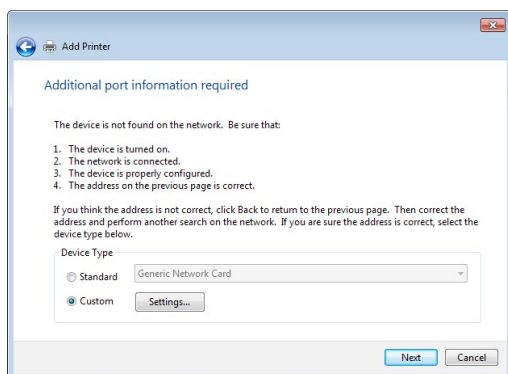 Add Printer
Additional port information required
The device is not found on the network. Be sure that:
1. The device is turned on.
2. The network is connected.
3. The device is properly configured.
4. The address on the previous page is correct.
If you think the address is not correct, click Back to return to the previous page. Then correct the
address and perform another search on the network. If you are sure the address is correct, select the
device type below.
Device Type
Standard
Generic Network Card
Custom
Settings...
Next
Cancel